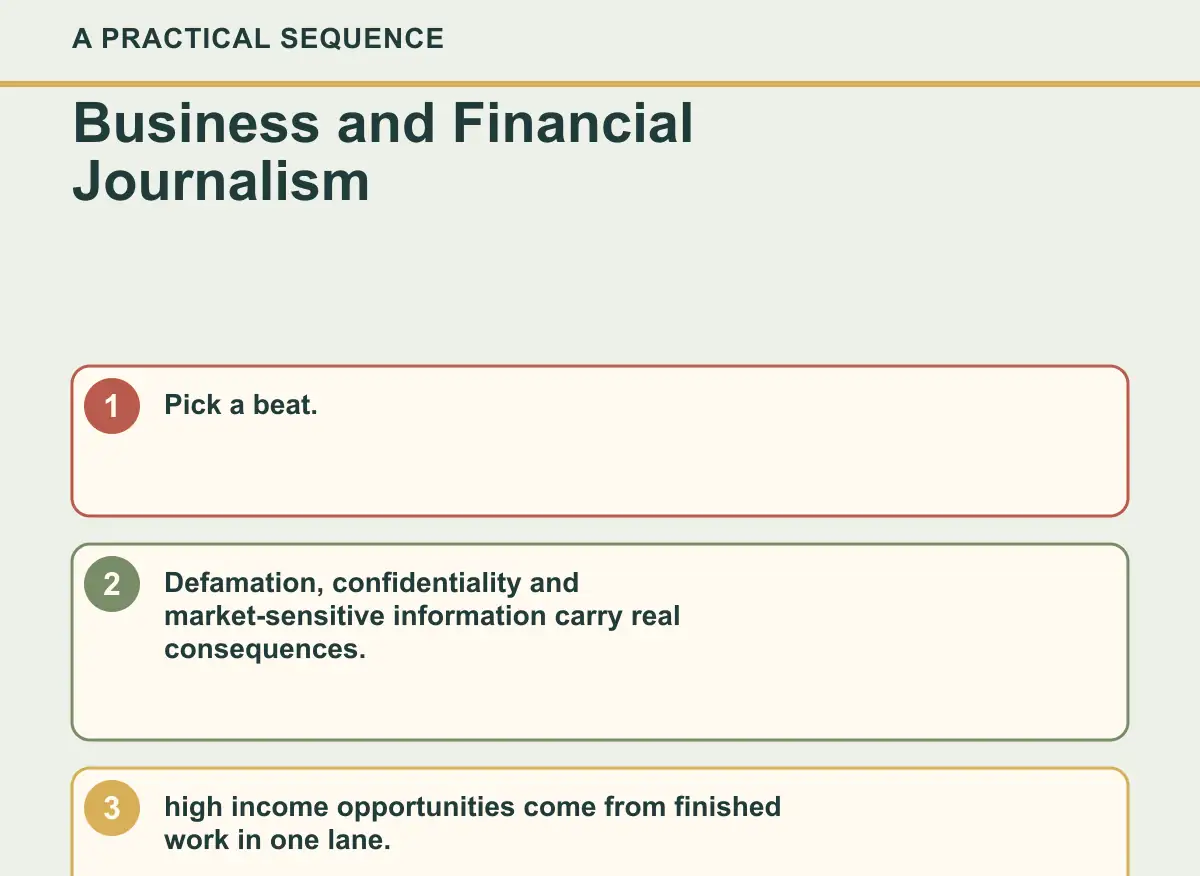 A PRACTICAL SEQUENCE
Business and Financial
Journalism
1
Pick a beat.
2
Defamation, confidentiality and
market-sensitive information carry real
consequences.
3
high income opportunities come from finished
work in one lane.